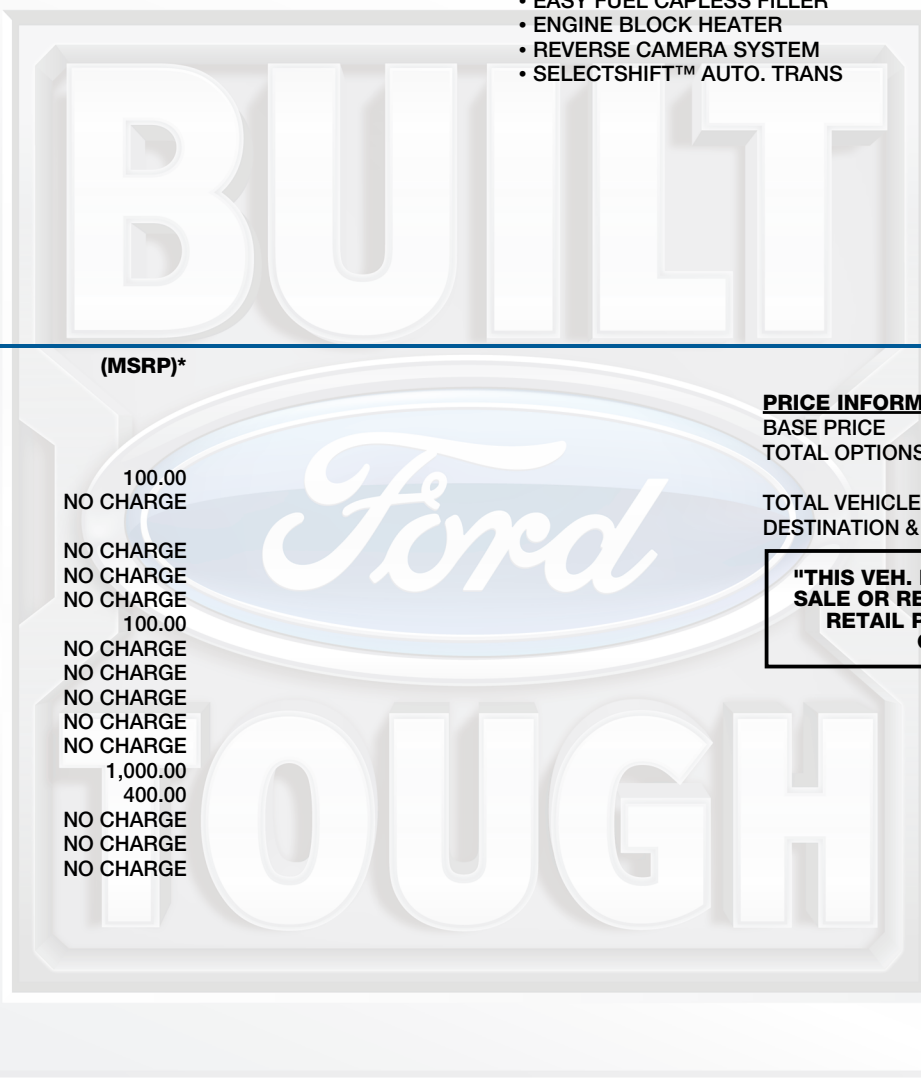 • EASY FUEL CAPLESS FILLER
• ENGINE BLOCK HEATER
• REVERSE CAMERA SYSTEM
• SELECTSHIFT™ AUTO. TRANS
BUILT
(MSRP)*
100.00
NO CHARGE
NO CHARGE
NO CHARGE
NO CHARGE
100.00
NO CHARGE
NO CHARGE
NO CHARGE
NO CHARGE
NO CHARGE
1,000.00
400.00
NO CHARGE
NO CHARGE
NO CHARGE
Ford
PRICE INFORM
BASE PRICE
TOTAL OPTIONS
TOTAL VEHICLE
DESTINATION &
"THIS VEH.
SALE OR RE
RETAIL P
TOUGH